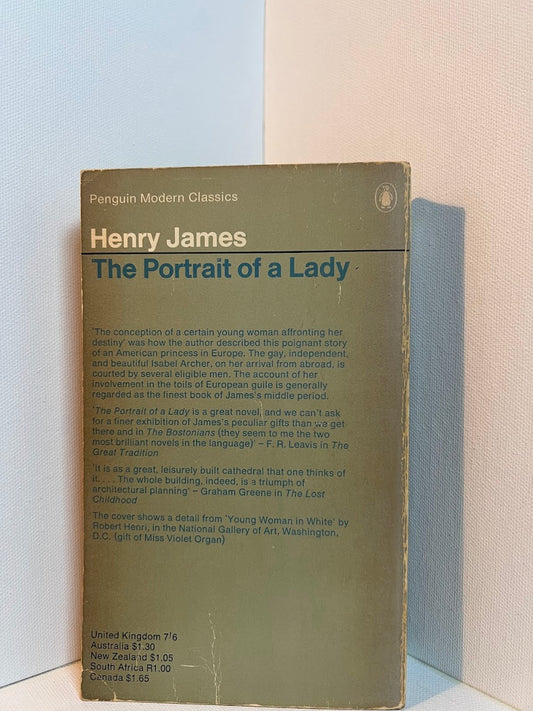 Penguin Modern Classics
Henry James
The Portrait of a Lady
'The conception of a certain young woman affronting her
destiny' was how the author described this poignant story
of an American princess in Europe. The gay, independent,
and beautiful Isabel Archer, on her arrival from abroad, is
courted by several eligible men. The account of her
involvement in the toils of European guile is generally
regarded as the finest book of James's middle period.
'The Portrait of a Lady is a great novel, and we can't ask
for a finer exhibition of James's peculiar gifts than we get
there and in The Bostonians (they seem to me the two
most brilliant novels in the language)' – F. R. Leavis in The
Great Tradition
'It is as a great, leisurely built cathedral that one thinks of
it. . . . The whole building, indeed, is a triumph of
architectural planning' – Graham Greene in The Lost
Childhood
The cover shows a detail from 'Young Woman in White' by
Robert Henri, in the National Gallery of Art, Washington,
D.C. (gift of Miss Violet Organ)
United Kingdom 7/6
Australia $1.30
New Zealand $1.05
South Africa R1.00
Canada $1.65